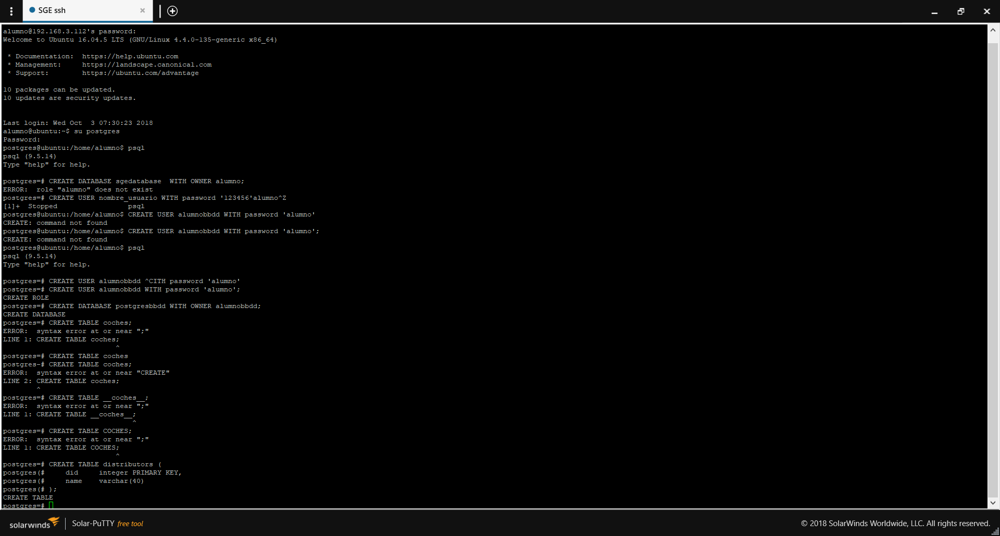 SGE ssh
alumno@192.168.3.112's password:
Welcome to Ubuntu 16.04.5 LTS (GNU/Linux 4.4.0-135-generic x86_64)
 * Documentation:  https://help.ubuntu.com
 * Management:     https://landscape.canonical.com
 * Support:        https://ubuntu.com/advantage
10 packages can be updated.
10 updates are security updates.
Last login: Wed Oct  3 07:30:23 2018
alumno@ubuntu:~$ su postgres
Password:
postgres@ubuntu:/home/alumno$ psql
psql (9.5.14)
Type "help" for help.
postgres=# CREATE DATABASE sgedatabase  WITH OWNER alumno;
ERROR:  role "alumno" does not exist
postgres=# CREATE USER nombre_usuario WITH password '123456'alumno^Z
[1]+  Stopped                 psql
postgres@ubuntu:/home/alumno$ CREATE USER alumnobbdd WITH password 'alumno'
CREATE: command not found
postgres@ubuntu:/home/alumno$ CREATE USER alumnobbdd WITH password 'alumno';
CREATE: command not found
postgres@ubuntu:/home/alumno$ psql
psql (9.5.14)
Type "help" for help.
postgres=# CREATE USER alumnobbdd ^CITH password 'alumno'
postgres=# CREATE USER alumnobbdd WITH password 'alumno';
CREATE ROLE
postgres=# CREATE DATABASE postgresbbdd WITH OWNER alumnobbdd;
CREATE DATABASE
postgres=# CREATE TABLE coches;
ERROR:  syntax error at or near ";"
LINE 1: CREATE TABLE coches;
                           ^
postgres=# CREATE TABLE coches
postgres-# CREATE TABLE coches;
ERROR:  syntax error at or near "CREATE"
LINE 2: CREATE TABLE coches;
        ^
postgres=# CREATE TABLE __coches__;
ERROR:  syntax error at or near ";"
LINE 1: CREATE TABLE __coches__;
                               ^
postgres=# CREATE TABLE COCHES;
ERROR:  syntax error at or near ";"
LINE 1: CREATE TABLE COCHES;
                           ^
postgres=# CREATE TABLE distributors (
postgres(#     did     integer PRIMARY KEY,
postgres(#     name    varchar(40)
postgres(# );
CREATE TABLE
postgres=#
solarwinds Solar-PuTTY free tool
© 2018 SolarWinds Worldwide, LLC. All rights reserved.